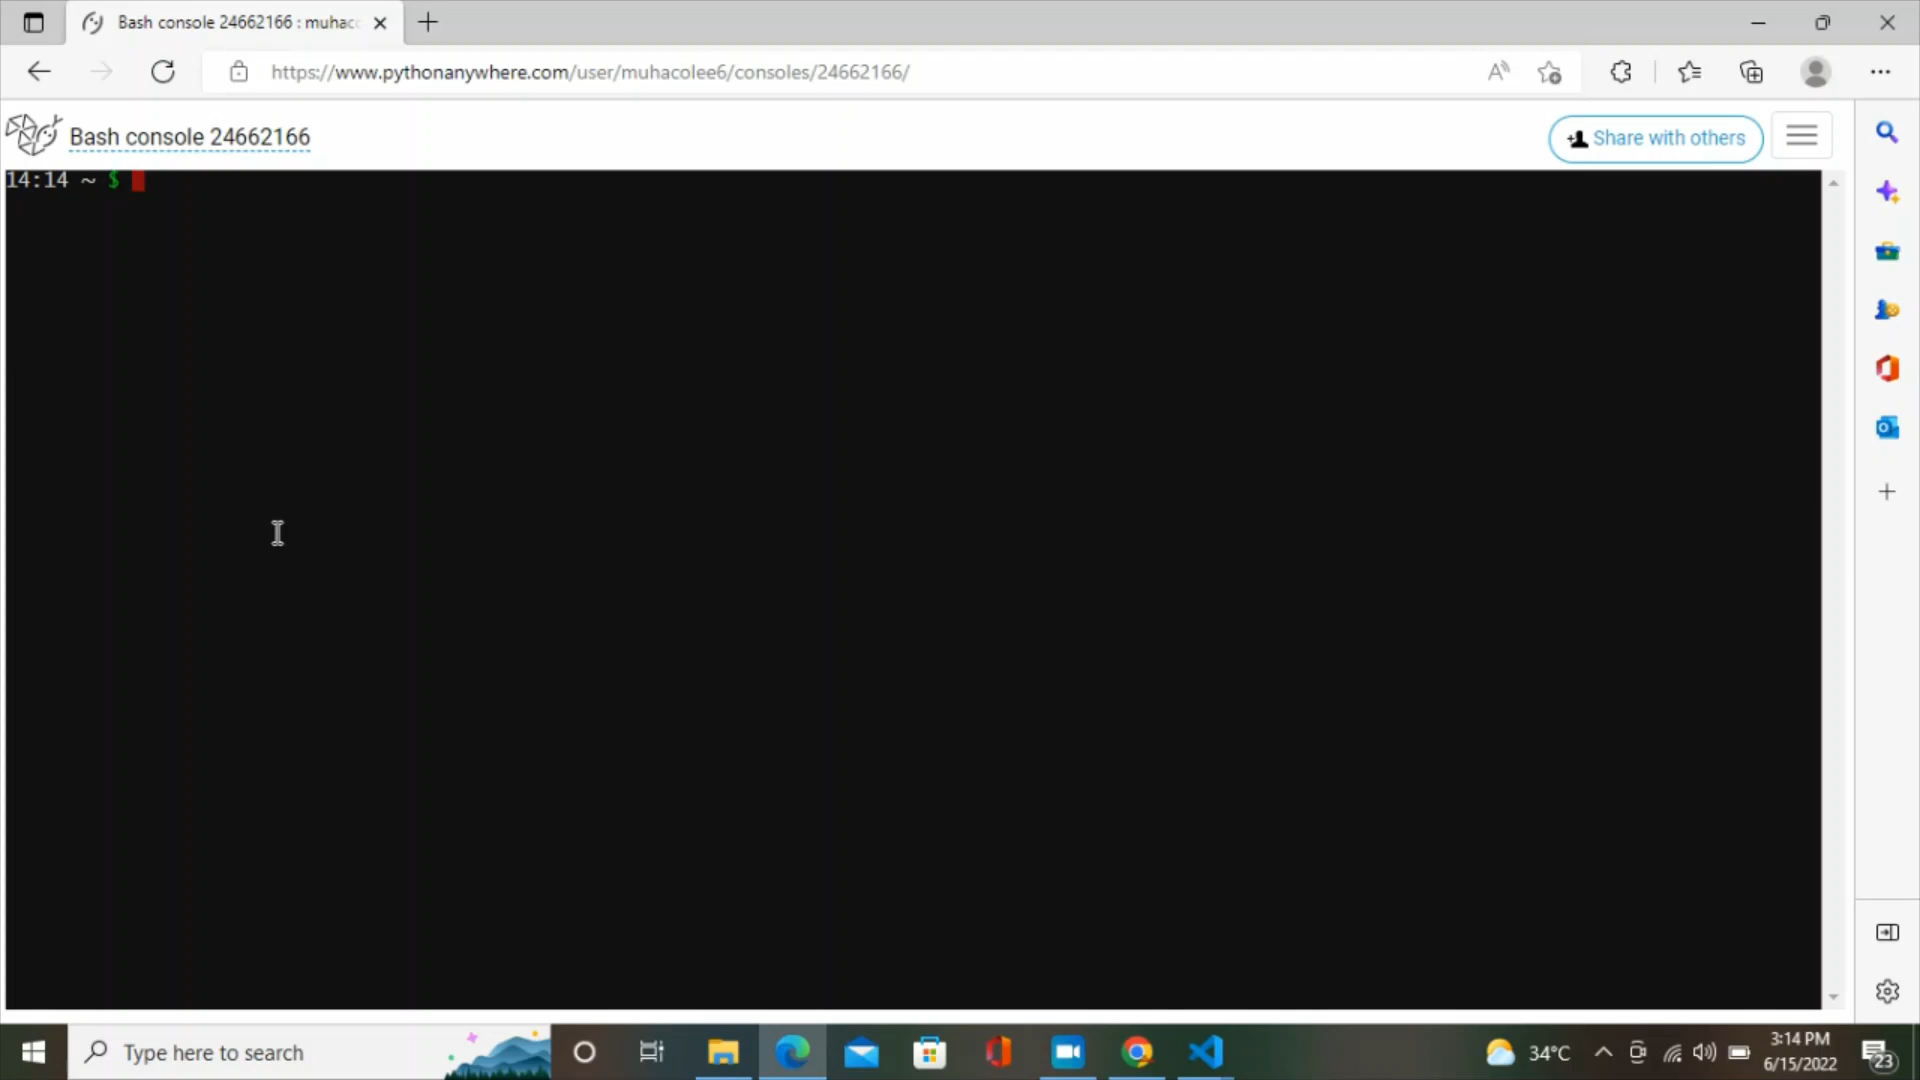 Bash console 24662166 : muhacc
https://www.pythonanywhere.com/user/muhacolee6/consoles/24662166/
Bash console 24662166
Share with others
14:14 ~ $
Type here to search
34°C
3:14 PM
6/15/2022
23